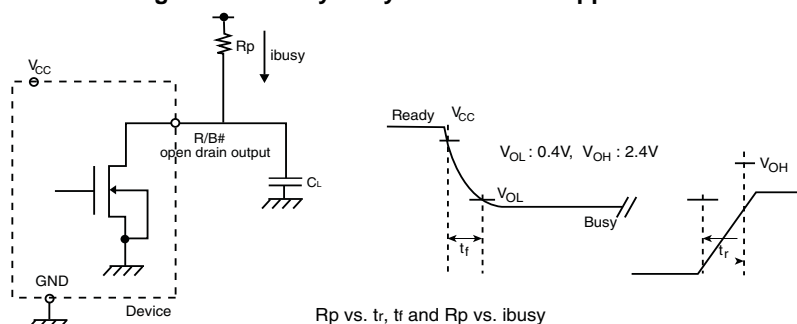 Rp
ibusy
VCC
R/B#
open drain output
CL
GND
Device
Ready
VCC
VOL : 0.4V, VOH : 2.4V
VOH
VOL
Busy
tf
tr
Rp vs. tr, tf and Rp vs. ibusy